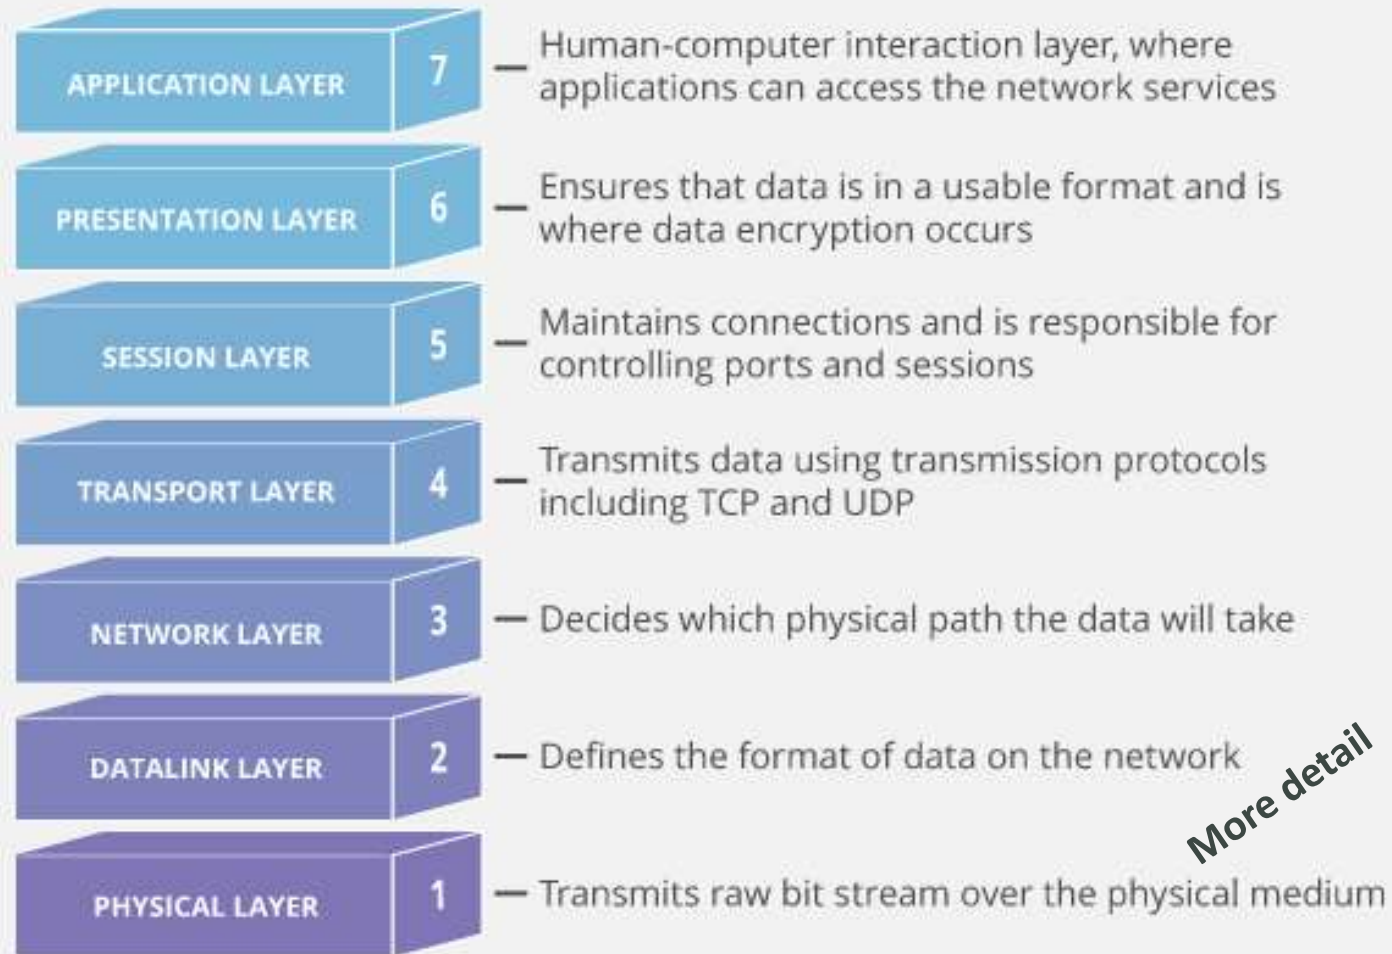 APPLICATION LAYER
7
Human-computer interaction layer, where
applications can access the network services
PRESENTATION LAYER
6
Ensures that data is in a usable format and is
where data encryption occurs
SESSION LAYER
5
Maintains connections and is responsible for
controlling ports and sessions
TRANSPORT LAYER
4
Transmits data using transmission protocols
including TCP and UDP
NETWORK LAYER
3
Decides which physical path the data will take
DATALINK LAYER
2
Defines the format of data on the network
More detail
PHYSICAL LAYER
1
Transmits raw bit stream over the physical medium